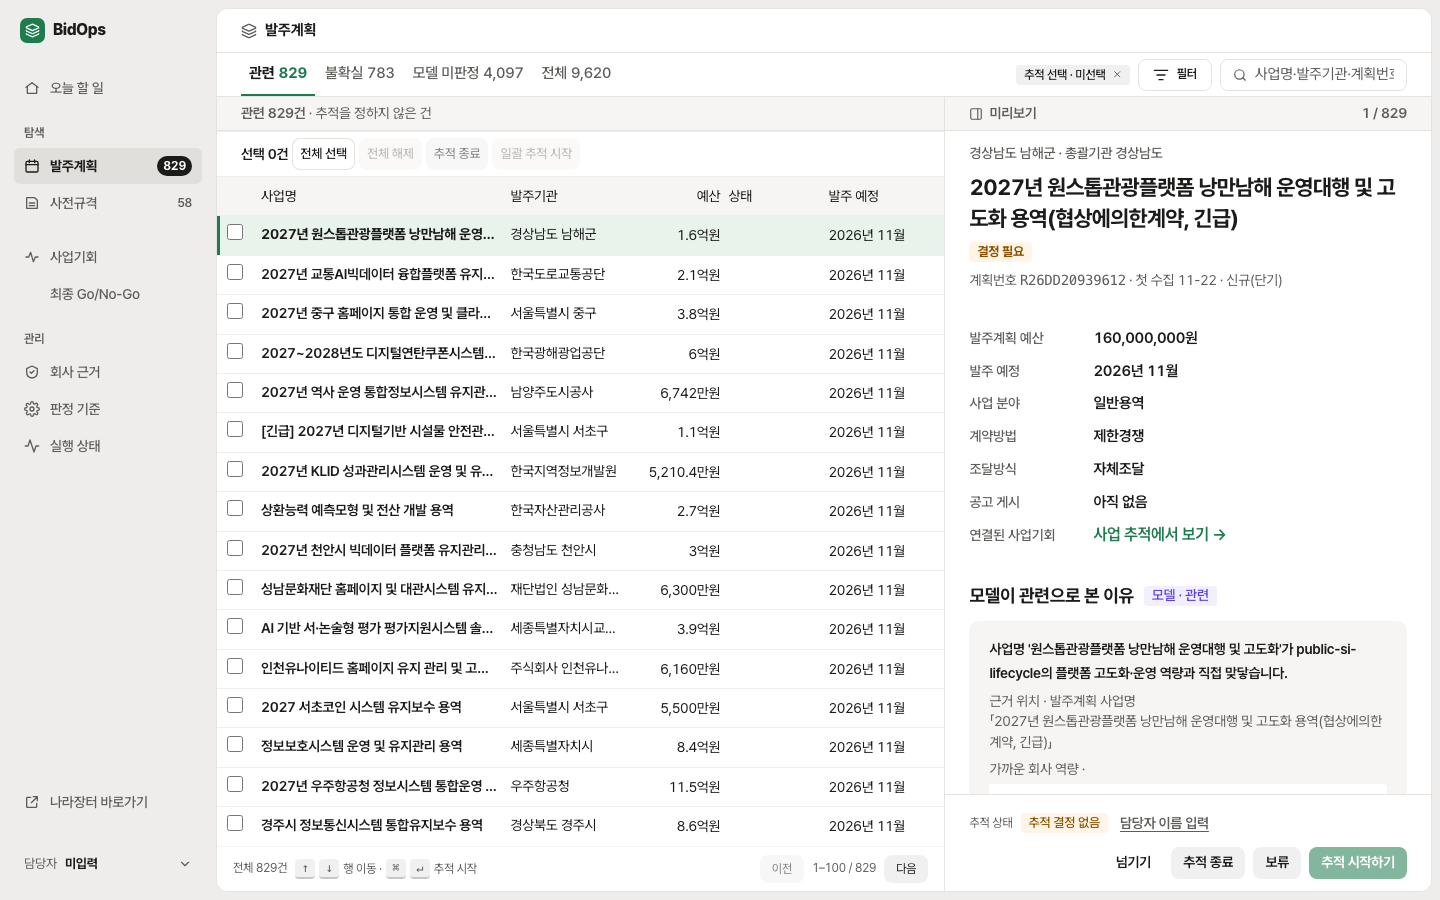 BidOps
오늘 할 일
탐색
발주계획 829
사전규격 58
사업기회
최종 Go/No-Go
관리
회사 근거
판정 기준
실행 상태
나라장터 바로가기
담당자 미입력
발주계획
관련 829 불확실 783 모델 미판정 4,097 전체 9,620
추적 선택 · 미선택 ×
필터
사업명·발주기관·계획번호
관련 829건 · 추적을 정하지 않은 건
선택 0건 전체 선택 전체 해제 추적 종료 일괄 추적 시작
사업명 발주기관 예산 상태 발주 예정
2027년 원스톱관광플랫폼 낭만남해 운영... 경상남도 남해군 1.6억원 2026년 11월
2027년 교통AI빅데이터 융합플랫폼 유지... 한국도로교통공단 2.1억원 2026년 11월
2027년 중구 홈페이지 통합 운영 및 클라... 서울특별시 중구 3.8억원 2026년 11월
2027~2028년도 디지털연탄쿠폰시스템... 한국광해광업공단 6억원 2026년 11월
2027년 역사 운영 통합정보시스템 유지관... 남양주도시공사 6,742만원 2026년 11월
[긴급] 2027년 디지털기반 시설물 안전관... 서울특별시 서초구 1.1억원 2026년 11월
2027년 KLID 성과관리시스템 운영 및 유... 한국지역정보개발원 5,210.4만원 2026년 11월
상환능력 예측모형 및 전산 개발 용역 한국자산관리공사 2.7억원 2026년 11월
2027년 천안시 빅데이터 플랫폼 유지관리... 충청남도 천안시 3억원 2026년 11월
성남문화재단 홈페이지 및 대관시스템 유지... 재단법인 성남문화... 6,300만원 2026년 11월
AI 기반 서·논술형 평가 평가지원시스템 솔... 세종특별자치시교... 3.9억원 2026년 11월
인천유나이티드 홈페이지 유지 관리 및 고... 주식회사 인천유나... 6,160만원 2026년 11월
2027 서초코인 시스템 유지보수 용역 서울특별시 서초구 5,500만원 2026년 11월
정보보호시스템 운영 및 유지관리 용역 세종특별자치시 8.4억원 2026년 11월
2027년 우주항공청 정보시스템 통합운영 ... 우주항공청 11.5억원 2026년 11월
경주시 정보통신시스템 통합유지보수 용역 경상북도 경주시 8.6억원 2026년 11월
전체 829건 ↑ ↓ 행 이동 · ⌘ ↵ 추적 시작 이전 1–100 / 829 다음
미리보기 1 / 829
경상남도 남해군 · 총괄기관 경상남도
2027년 원스톱관광플랫폼 낭만남해 운영대행 및 고
도화 용역(협상에의한계약, 긴급)
결정 필요
계획번호 R26DD20939612 · 첫 수집 11-22 · 신규(단기)
발주계획 예산 160,000,000원
발주 예정 2026년 11월
사업 분야 일반용역
계약방법 제한경쟁
조달방식 자체조달
공고 게시 아직 없음
연결된 사업기회 사업 추적에서 보기 →
모델이 관련으로 본 이유 모델 · 관련
사업명 '원스톱관광플랫폼 낭만남해 운영대행 및 고도화'가 public-si-
lifecycle의 플랫폼 고도화·운영 역량과 직접 맞닿습니다.
근거 위치 · 발주계획 사업명
「2027년 원스톱관광플랫폼 낭만남해 운영대행 및 고도화 용역(협상에의한
계약, 긴급)」
가까운 회사 역량 ·
추적 상태 추적 결정 없음 담당자 이름 입력
넘기기 추적 종료 보류 추적 시작하기